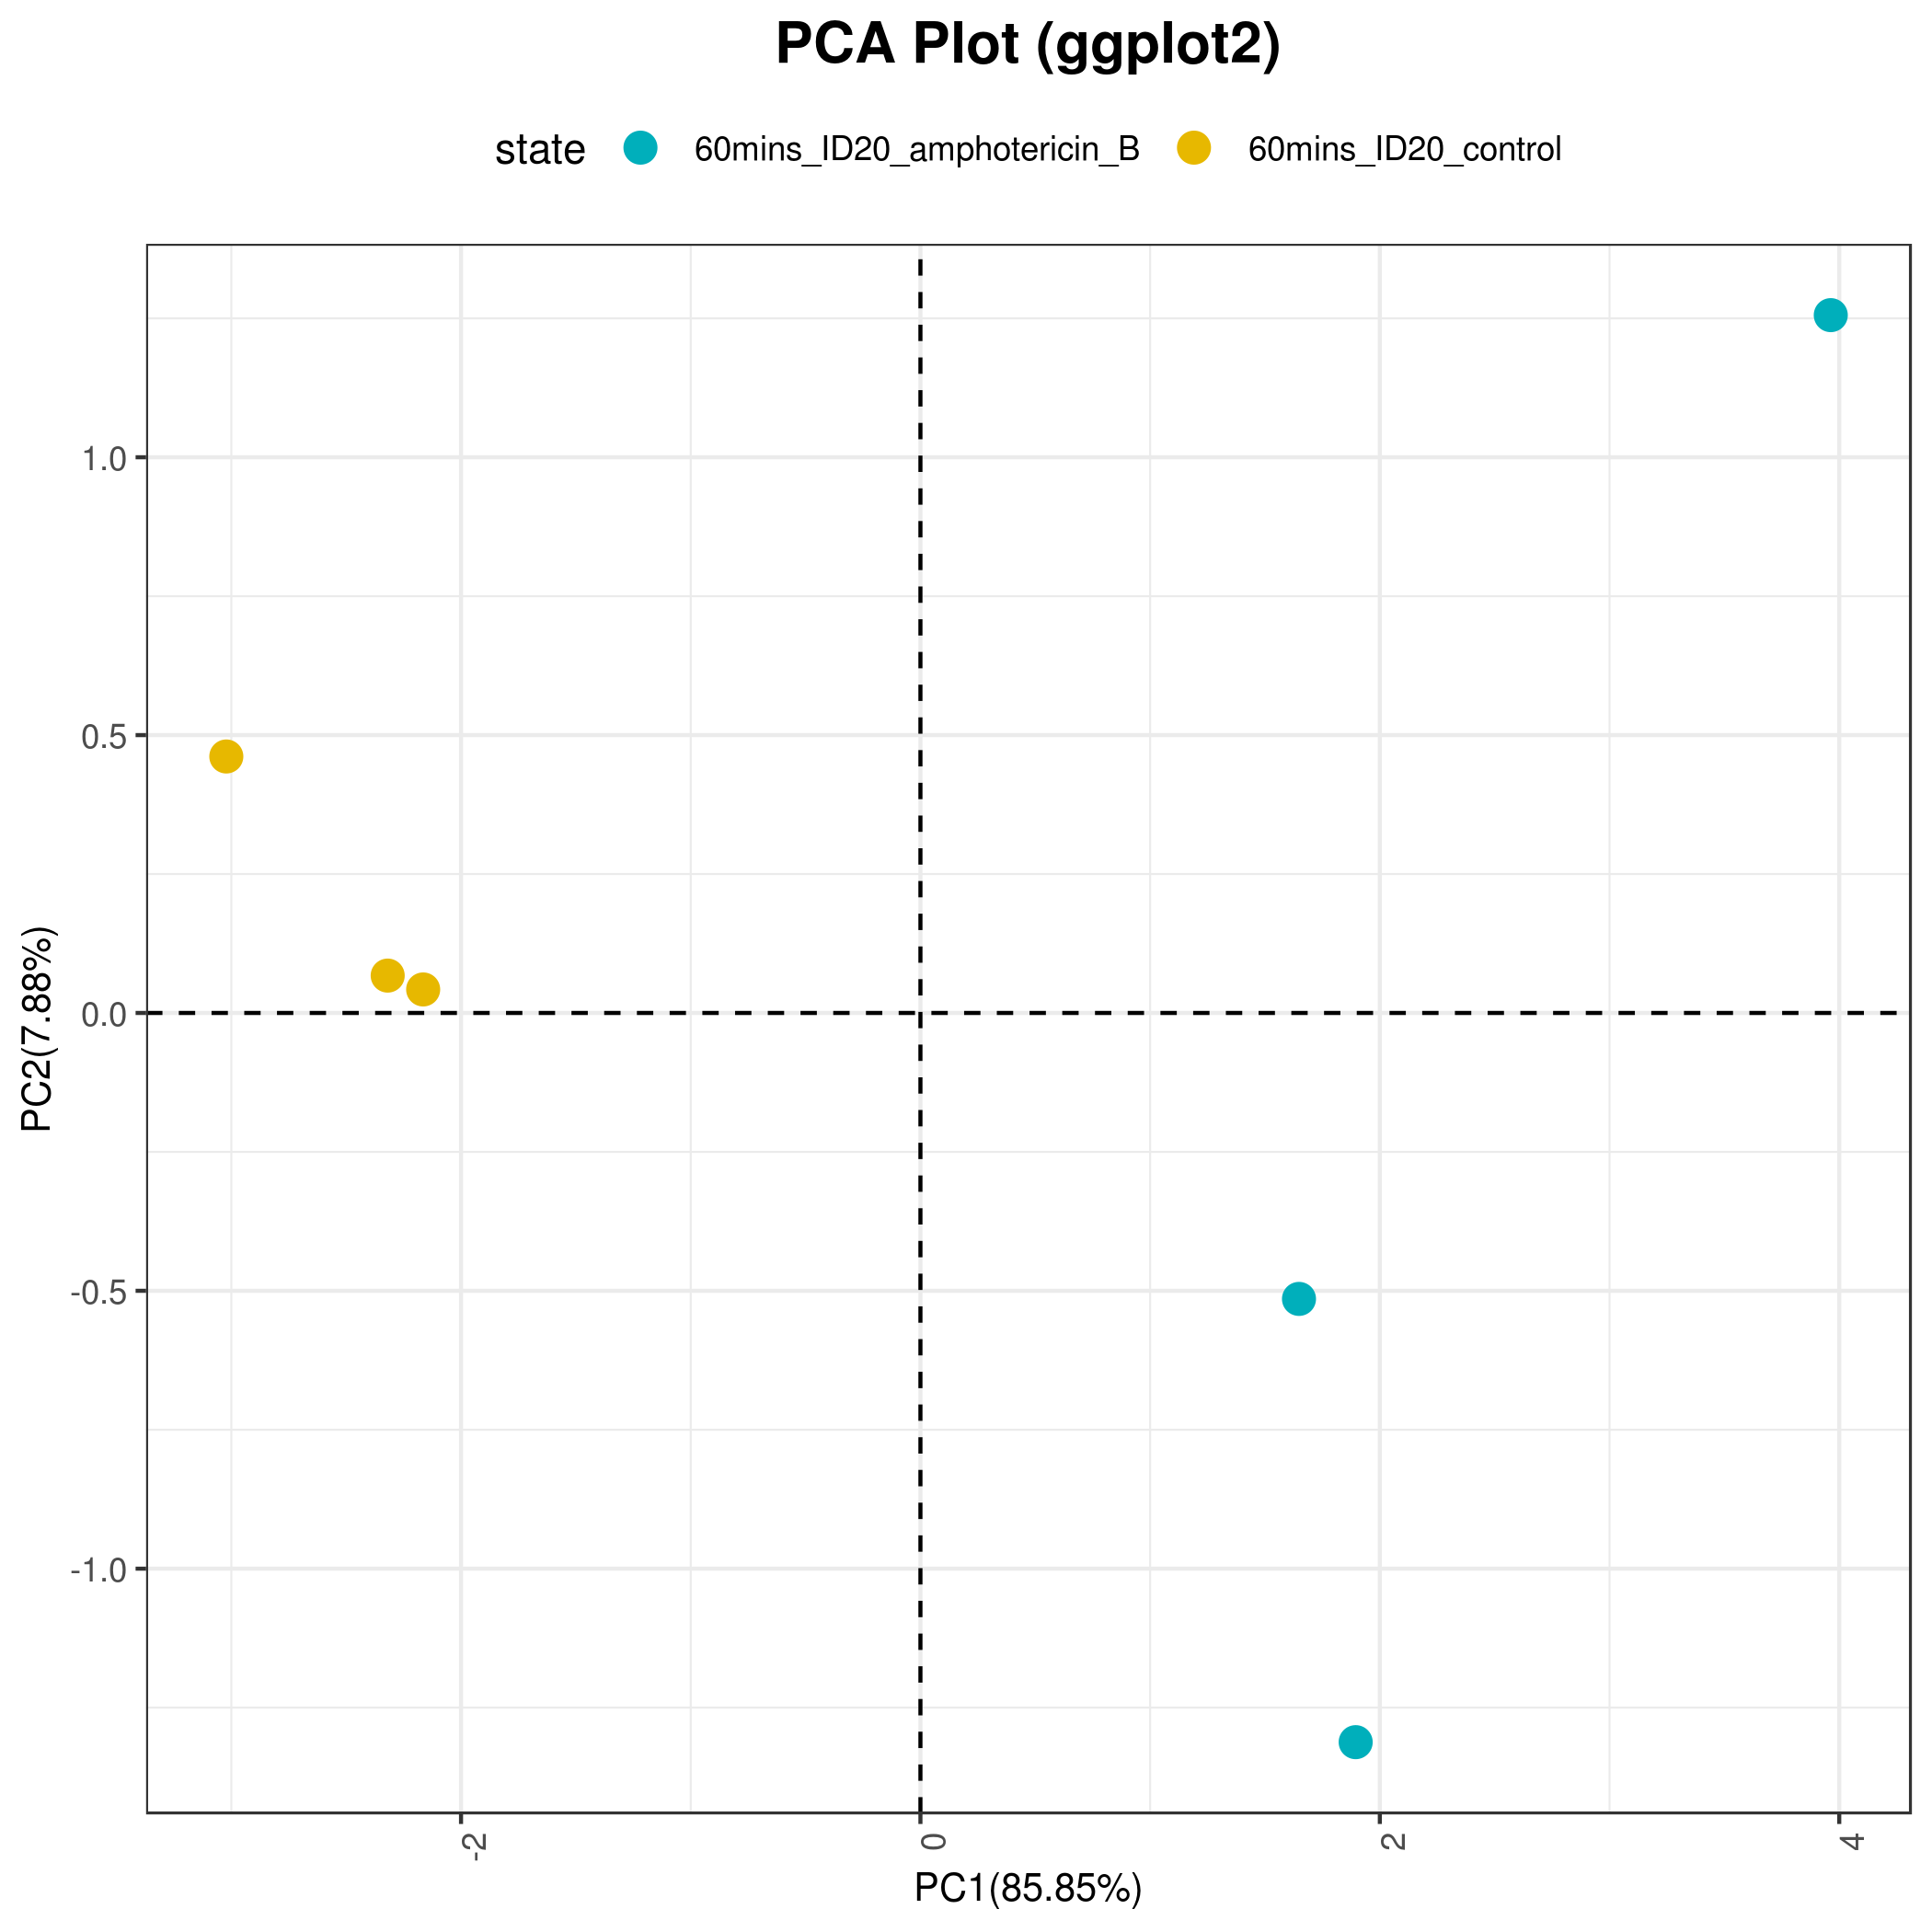 PCA Plot (ggplot2)
state 60mins_ID20_amphotericin_B 60mins_ID20_control
1.0
0.5
0.0
-0.5
-1.0
PC2(7.88%)
-2 0 2 4
PC1(85.85%)